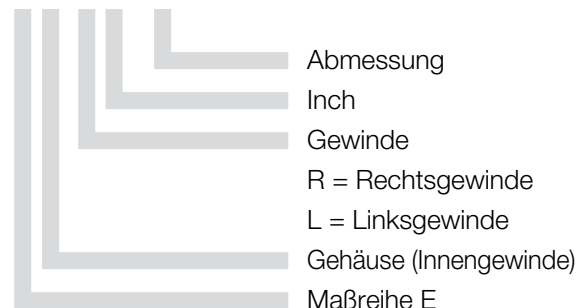 Abmessung
Inch
Gewinde
R = Rechtsgewinde
L = Linksgewinde
Gehäuse (Innengewinde)
Maßreihe E